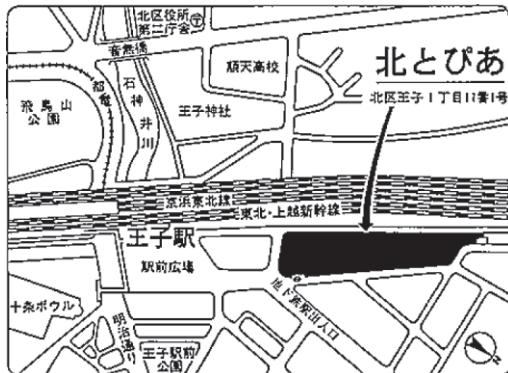 北区役所
第二庁舎
音無橋
都電
石神井川
飛鳥山
公園
順天高校
王子神社
北とぴあ
北区王子1丁目11番1号
京浜東北線
東北・上越新幹線
王子駅
駅前広場
地下鉄駅出入口
十条ボウル
明治通り
王子駅前
公園
N